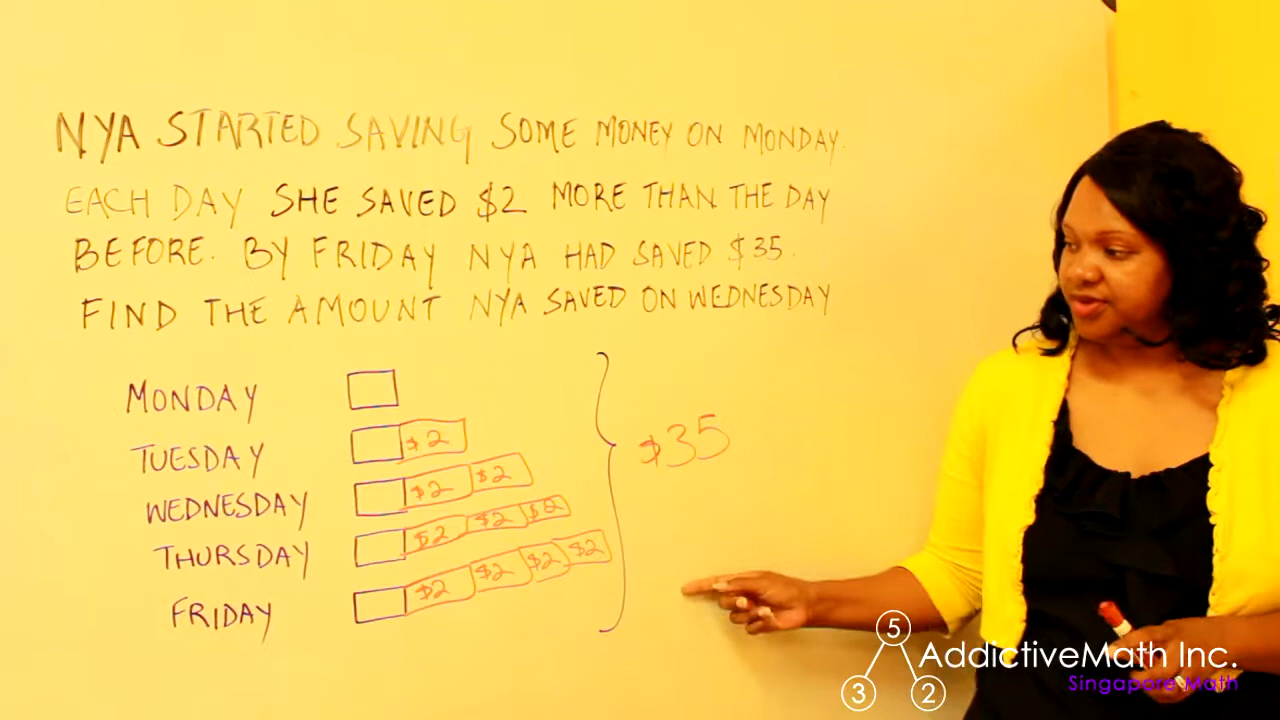 NYA STARTED SAVING SOME MONEY ON MONDAY.
EACH DAY SHE SAVED $2 MORE THAN THE DAY
BEFORE. BY FRIDAY NYA HAD SAVED $35.
FIND THE AMOUNT NYA SAVED ON WEDNESDAY
MONDAY
TUESDAY $2
WEDNESDAY $2 $2
THURSDAY $2 $2 $2
FRIDAY $2 $2 $2 $2
$35
5
3 2
AddictiveMath Inc.
Singapore Math